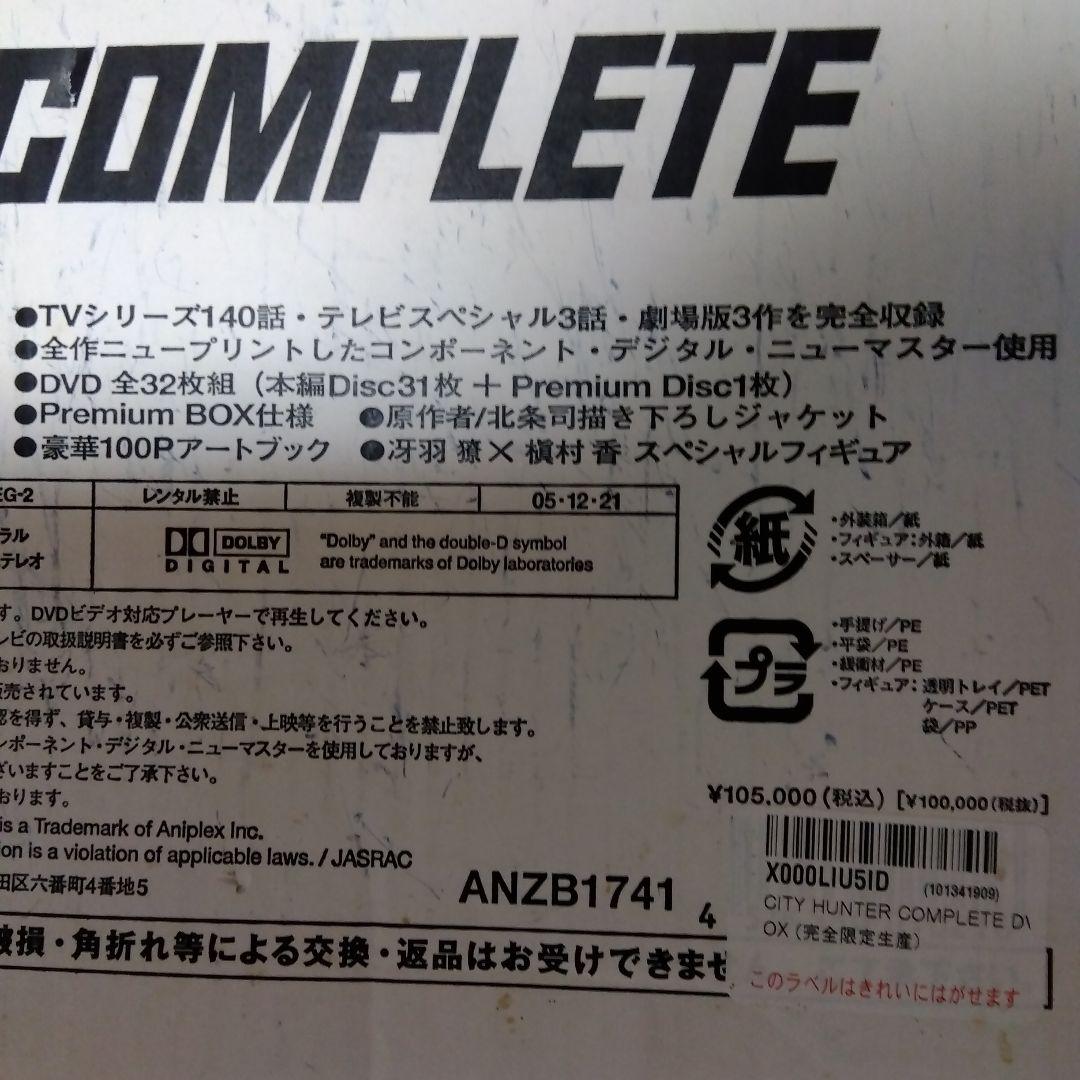 COMPLETE
●TVシリーズ140話・テレビスペシャル3話・劇場版3作を完全収録
●全作ニュープリントしたコンポーネント・デジタル・ニューマスター使用
●DVD 全32枚組（本編Disc31枚 ＋ Premium Disc1枚）
●Premium BOX仕様 ●原作者/北条司描き下ろしジャケット
●豪華100Pアートブック ●冴羽 獠× 槇村 香 スペシャルフィギュア
EG-2 レンタル禁止 複製不能 05・12・21
ラル
テレオ
DOLBY
DIGITAL
"Dolby" and the double-D symbol
are trademarks of Dolby laboratories
紙
・外装箱／紙
・フィギュア：外箱／紙
・スペーサー／紙
プラ
・手提げ／PE
・平袋／PE
・緩衝材／PE
・フィギュア：透明トレイ／PET
ケース／PET
袋／PP
す。DVDビデオ対応プレーヤーで再生してください。
レビの取扱説明書を必ずご参照下さい。
おりません。
販売されています。
認を得ず、貸与・複製・公衆送信・上映等を行うことを禁止致します。
ンポーネント・デジタル・ニューマスターを使用しておりますが、
ざいますことをご了承下さい。
おります。
is a Trademark of Aniplex Inc.
ion is a violation of applicable laws. / JASRAC
田区六番町4番地5
ANZB1741
4
¥105.000(税込) [¥100,000(税抜)]
X000LIU5ID
(101341909)
CITY HUNTER COMPLETE DV
OX (完全限定生産)
このラベルはきれいにはがせます
破損・角折れ等による交換・返品はお受けできませ